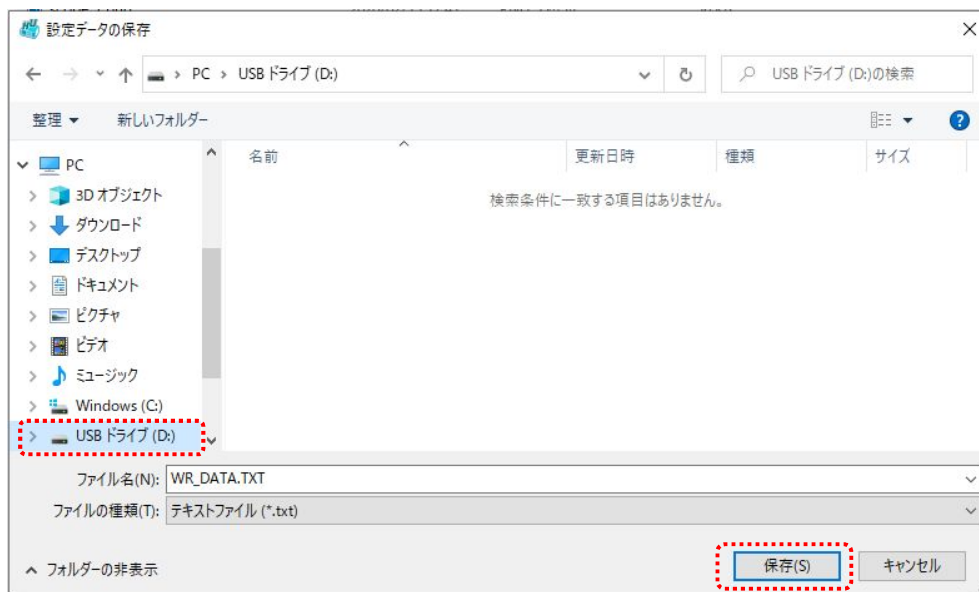 設定データの保存
PC › USB ドライブ (D:)
USB ドライブ (D:)の検索
整理
新しいフォルダー
名前 更新日時 種類 サイズ
検索条件に一致する項目はありません。
PC
3D オブジェクト
ダウンロード
デスクトップ
ドキュメント
ピクチャ
ビデオ
ミュージック
Windows (C:)
USB ドライブ (D:)
ファイル名(N): WR_DATA.TXT
ファイルの種類(T): テキストファイル (*.txt)
フォルダーの非表示
保存(S)
キャンセル